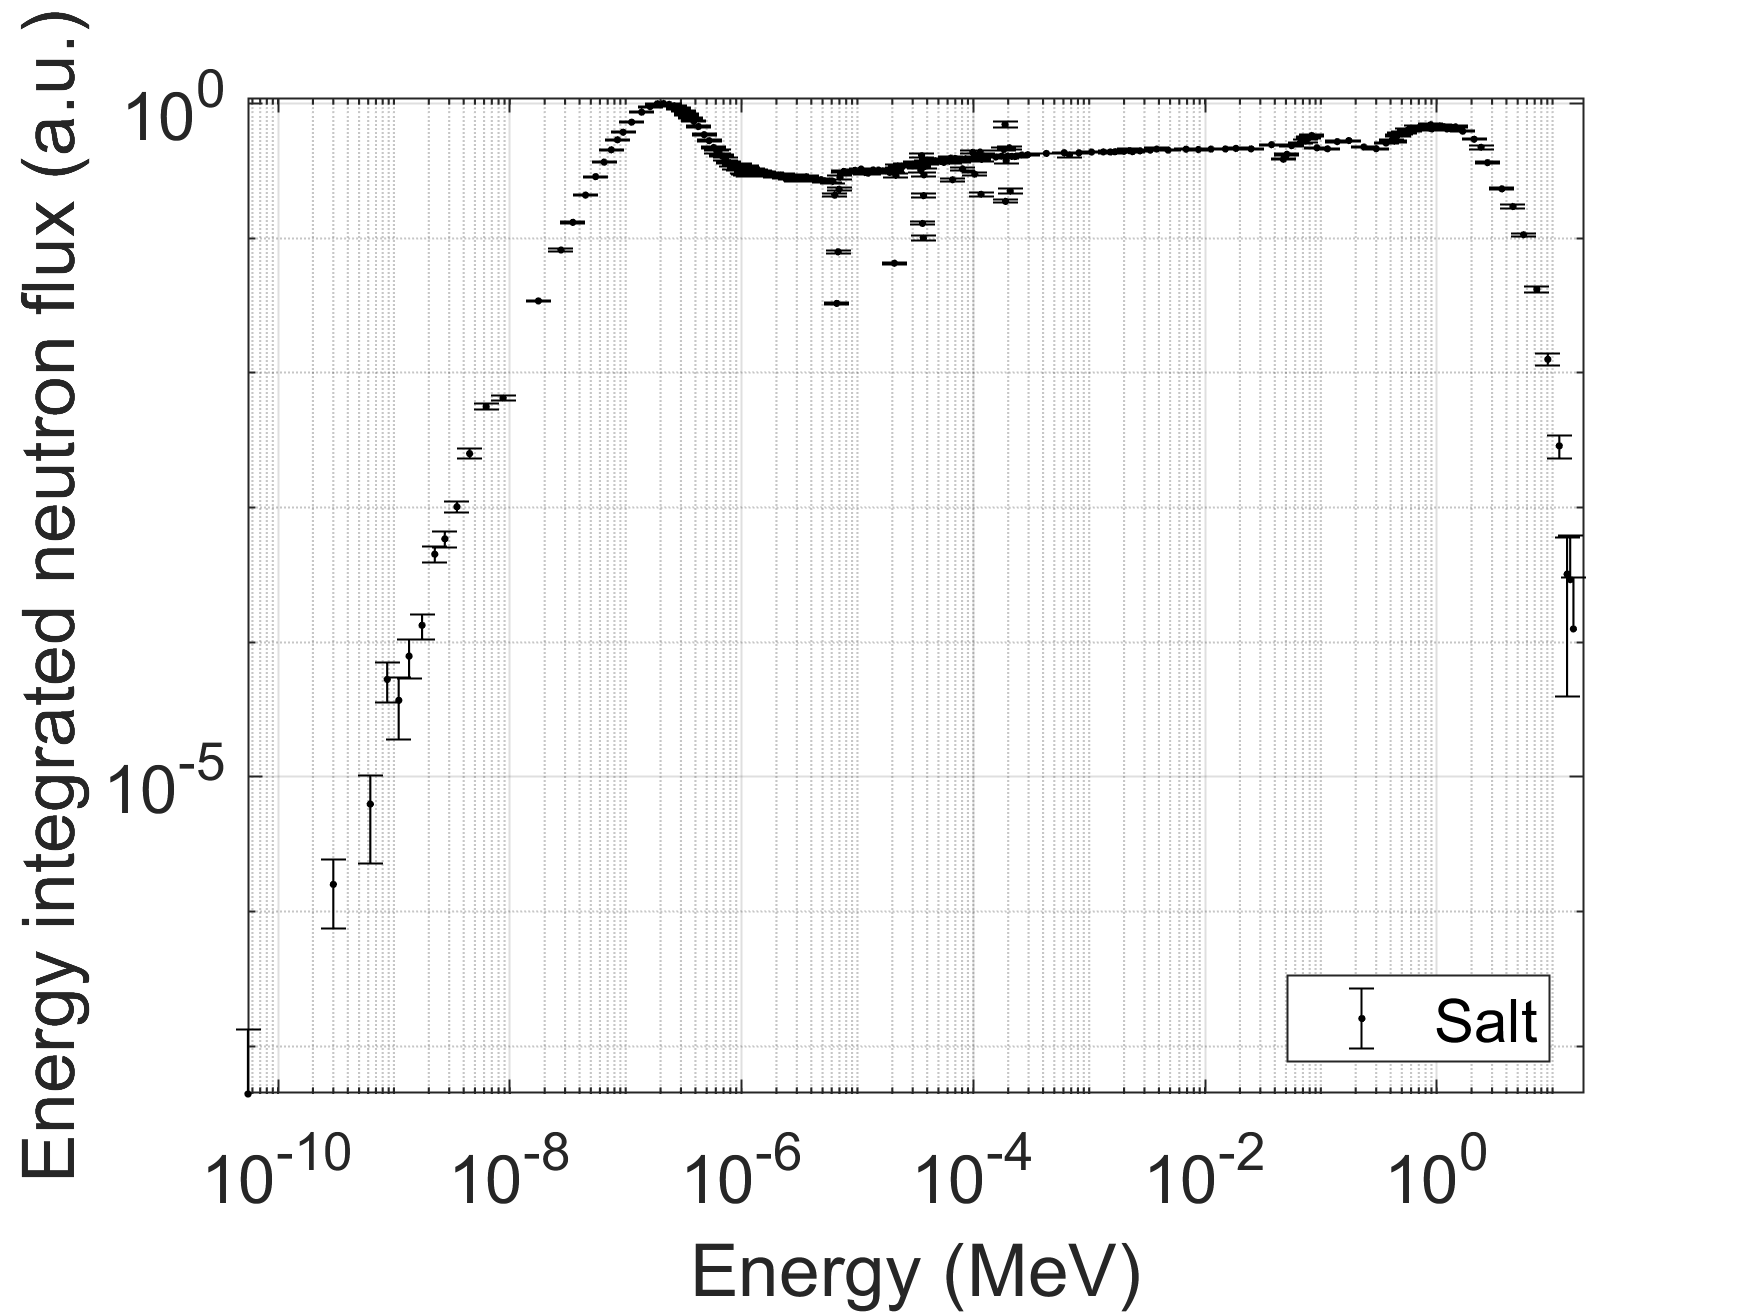 Energy integrated neutron flux (a.u.)
10^0
10^-5
Salt
10^-10 10^-8 10^-6 10^-4 10^-2 10^0
Energy (MeV)